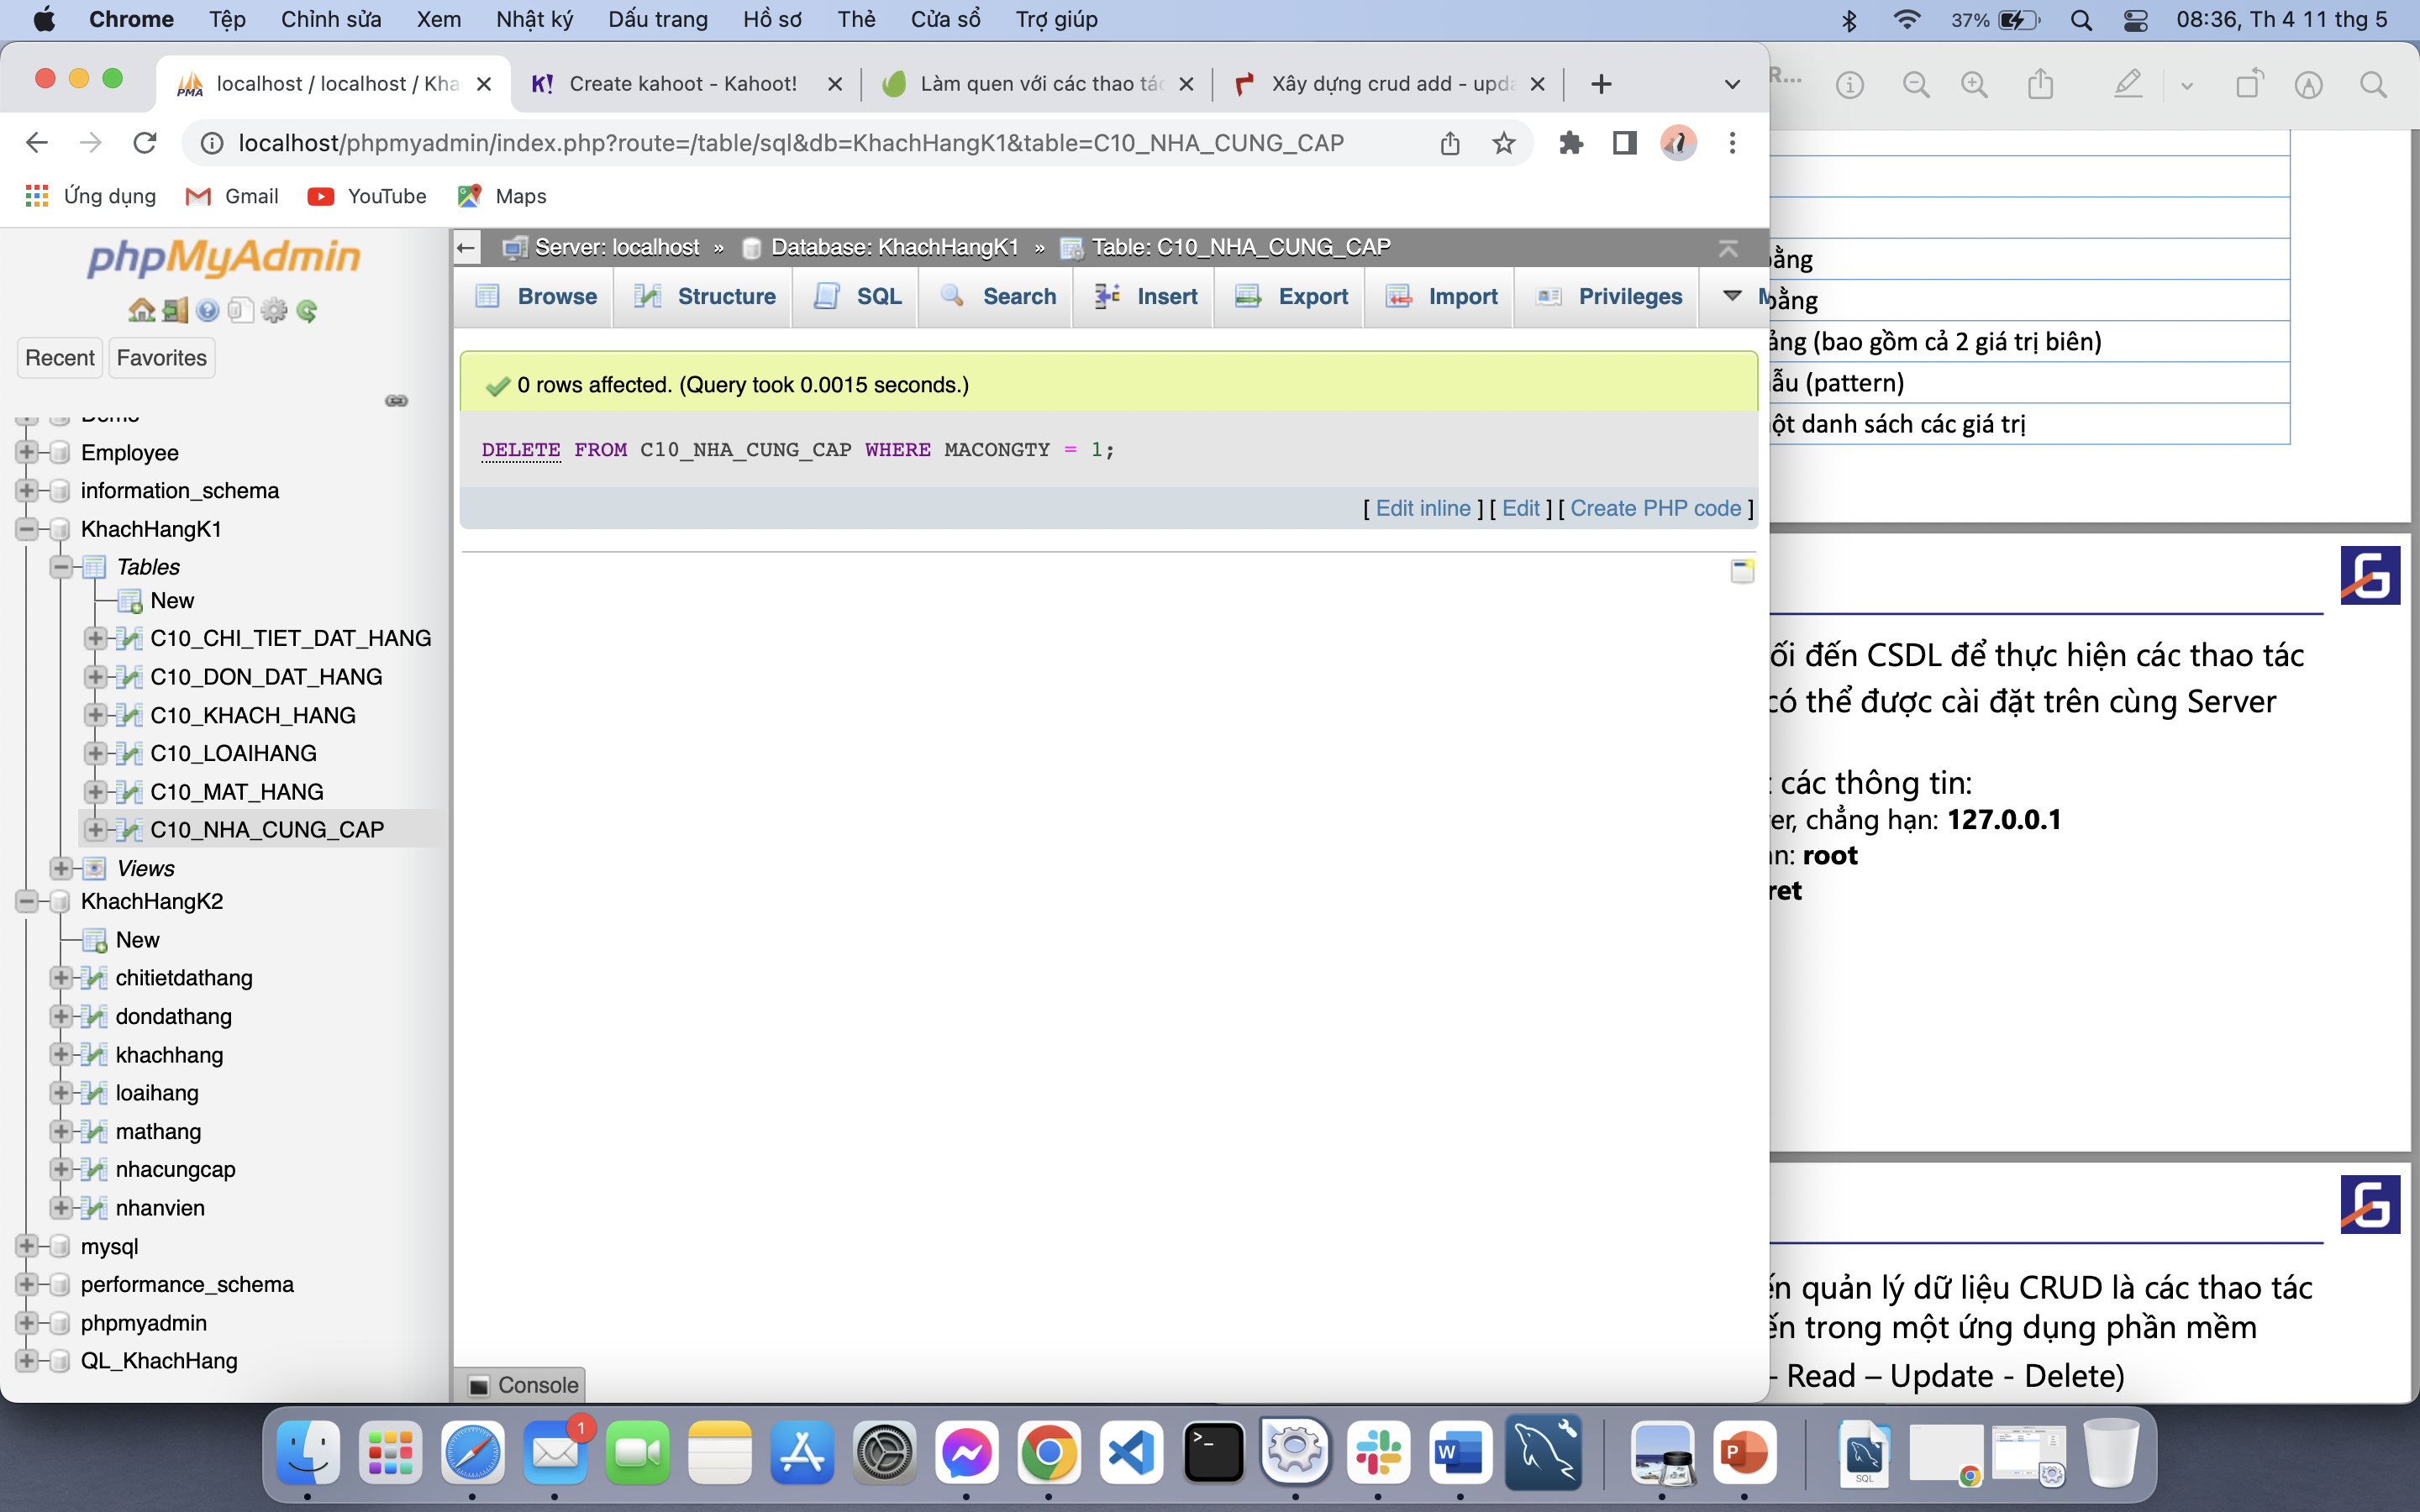 Chrome Tệp Chỉnh sửa Xem Nhật ký Dấu trang Hồ sơ Thẻ Cửa sổ Trợ giúp 37% 08:36, Th 4 11 thg 5
localhost / localhost / Kha Create kahoot - Kahoot! Làm quen với các thao tác Xây dựng crud add - upda
localhost/phpmyadmin/index.php?route=/table/sql&db=KhachHangK1&table=C10_NHA_CUNG_CAP
Ứng dụng Gmail YouTube Maps
phpMyAdmin
Recent Favorites
Demo
Employee
information_schema
KhachHangK1
Tables
New
C10_CHI_TIET_DAT_HANG
C10_DON_DAT_HANG
C10_KHACH_HANG
C10_LOAIHANG
C10_MAT_HANG
C10_NHA_CUNG_CAP
Views
KhachHangK2
New
chitietdathang
dondathang
khachhang
loaihang
mathang
nhacungcap
nhanvien
mysql
performance_schema
phpmyadmin
QL_KhachHang
Server: localhost » Database: KhachHangK1 » Table: C10_NHA_CUNG_CAP
Browse Structure SQL Search Insert Export Import Privileges
0 rows affected. (Query took 0.0015 seconds.)
DELETE FROM C10_NHA_CUNG_CAP WHERE MACONGTY = 1;
[ Edit inline ] [ Edit ] [ Create PHP code ]
Console
R...
bằng
ảng (bao gồm cả 2 giá trị biên)
ẫu (pattern)
ột danh sách các giá trị
ối đến CSDL để thực hiện các thao tác
có thể được cài đặt trên cùng Server
các thông tin:
er, chẳng hạn: 127.0.0.1
n: root
ret
ến quản lý dữ liệu CRUD là các thao tác
ến trong một ứng dụng phần mềm
- Read – Update - Delete)
1
SQL